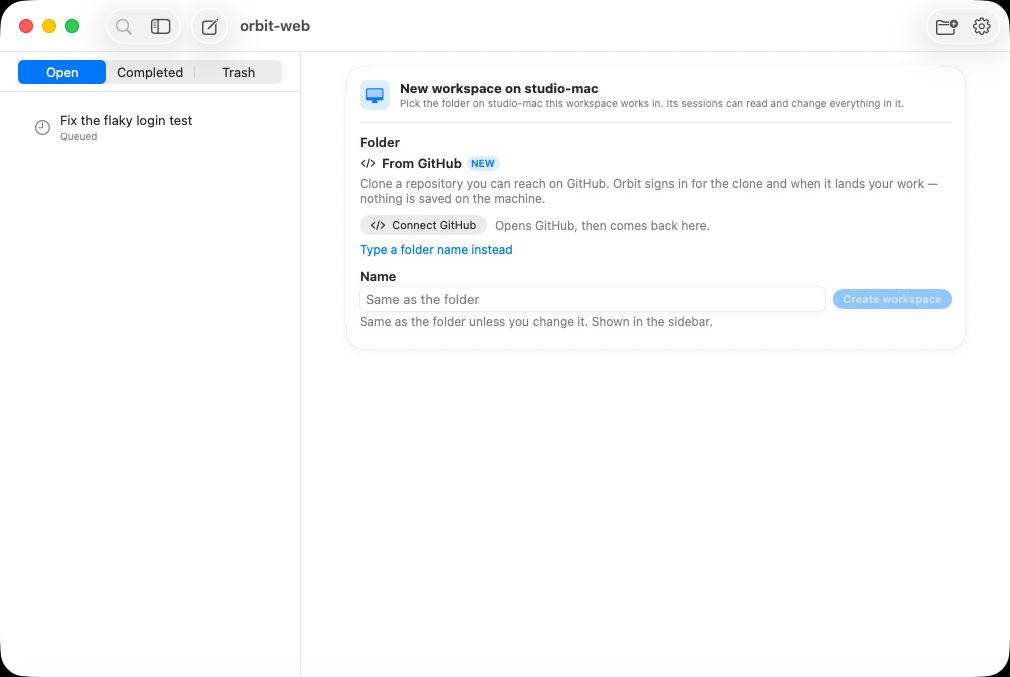 orbit-web
Open
Completed
Trash
Fix the flaky login test
Queued
New workspace on studio-mac
Pick the folder on studio-mac this workspace works in. Its sessions can read and change everything in it.
Folder
</> From GitHub NEW
Clone a repository you can reach on GitHub. Orbit signs in for the clone and when it lands your work —
nothing is saved on the machine.
</> Connect GitHub Opens GitHub, then comes back here.
Type a folder name instead
Name
Same as the folder
Create workspace
Same as the folder unless you change it. Shown in the sidebar.